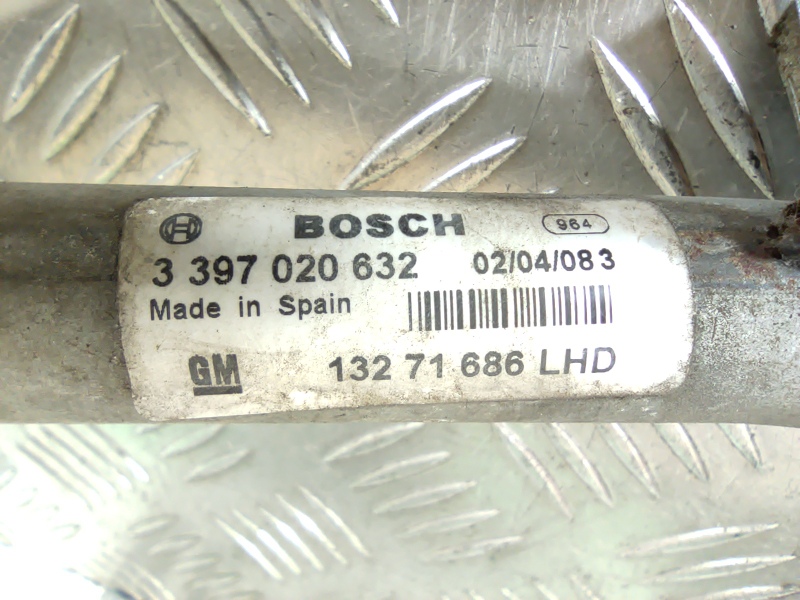 BOSCH 964
3 397 020 632 02/04/08 3
Made in Spain
GM 132 71 686 LHD